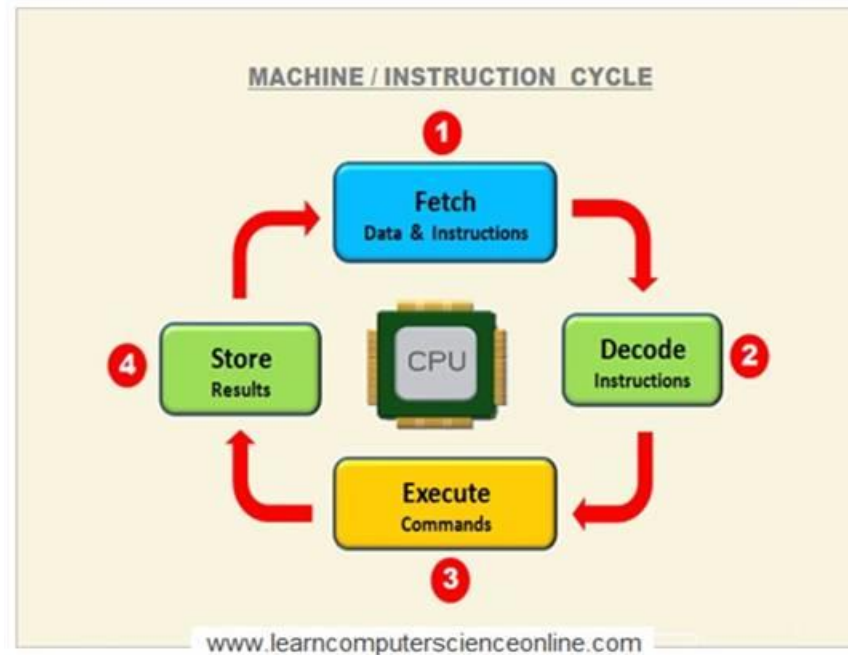 MACHINE / INSTRUCTION CYCLE
1
Fetch
Data & Instructions
4
Store
Results
CPU
Decode
Instructions
2
Execute
Commands
3
www.learncomputerscienceonline.com